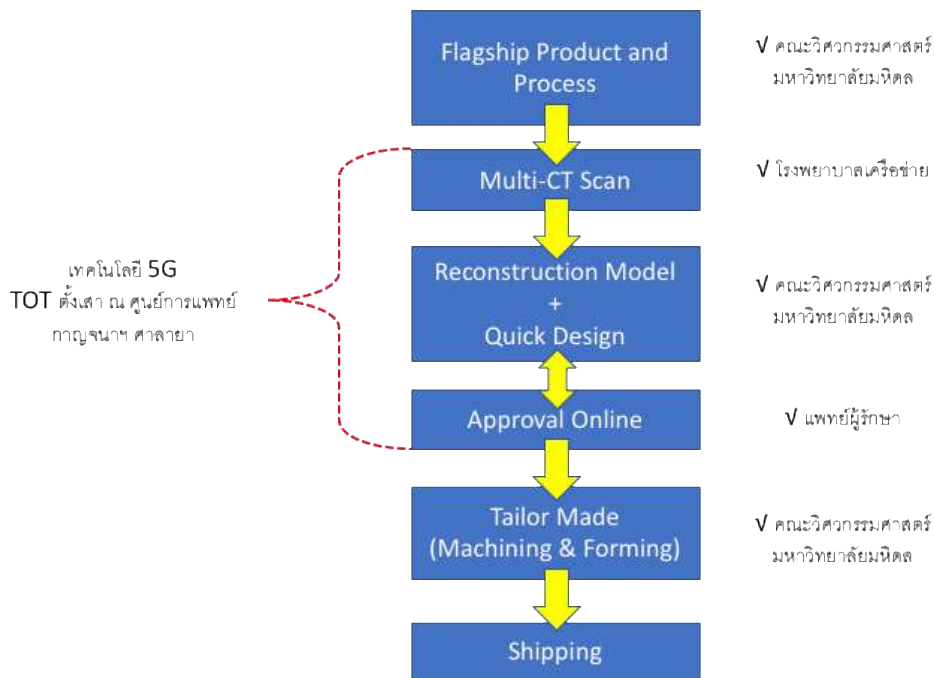 Flagship Product and
Process
√ คณะวิศวกรรมศาสตร์
มหาวิทยาลัยมหิดล
Multi-CT Scan
√ โรงพยาบาลเครือข่าย
เทคโนโลยี 5G
TOT ตั้งเสา ณ ศูนย์การแพทย์
กาญจนาฯ ศาลายา
Reconstruction Model
+
Quick Design
√ คณะวิศวกรรมศาสตร์
มหาวิทยาลัยมหิดล
Approval Online
√ แพทย์ผู้รักษา
Tailor Made
(Machining & Forming)
√ คณะวิศวกรรมศาสตร์
มหาวิทยาลัยมหิดล
Shipping